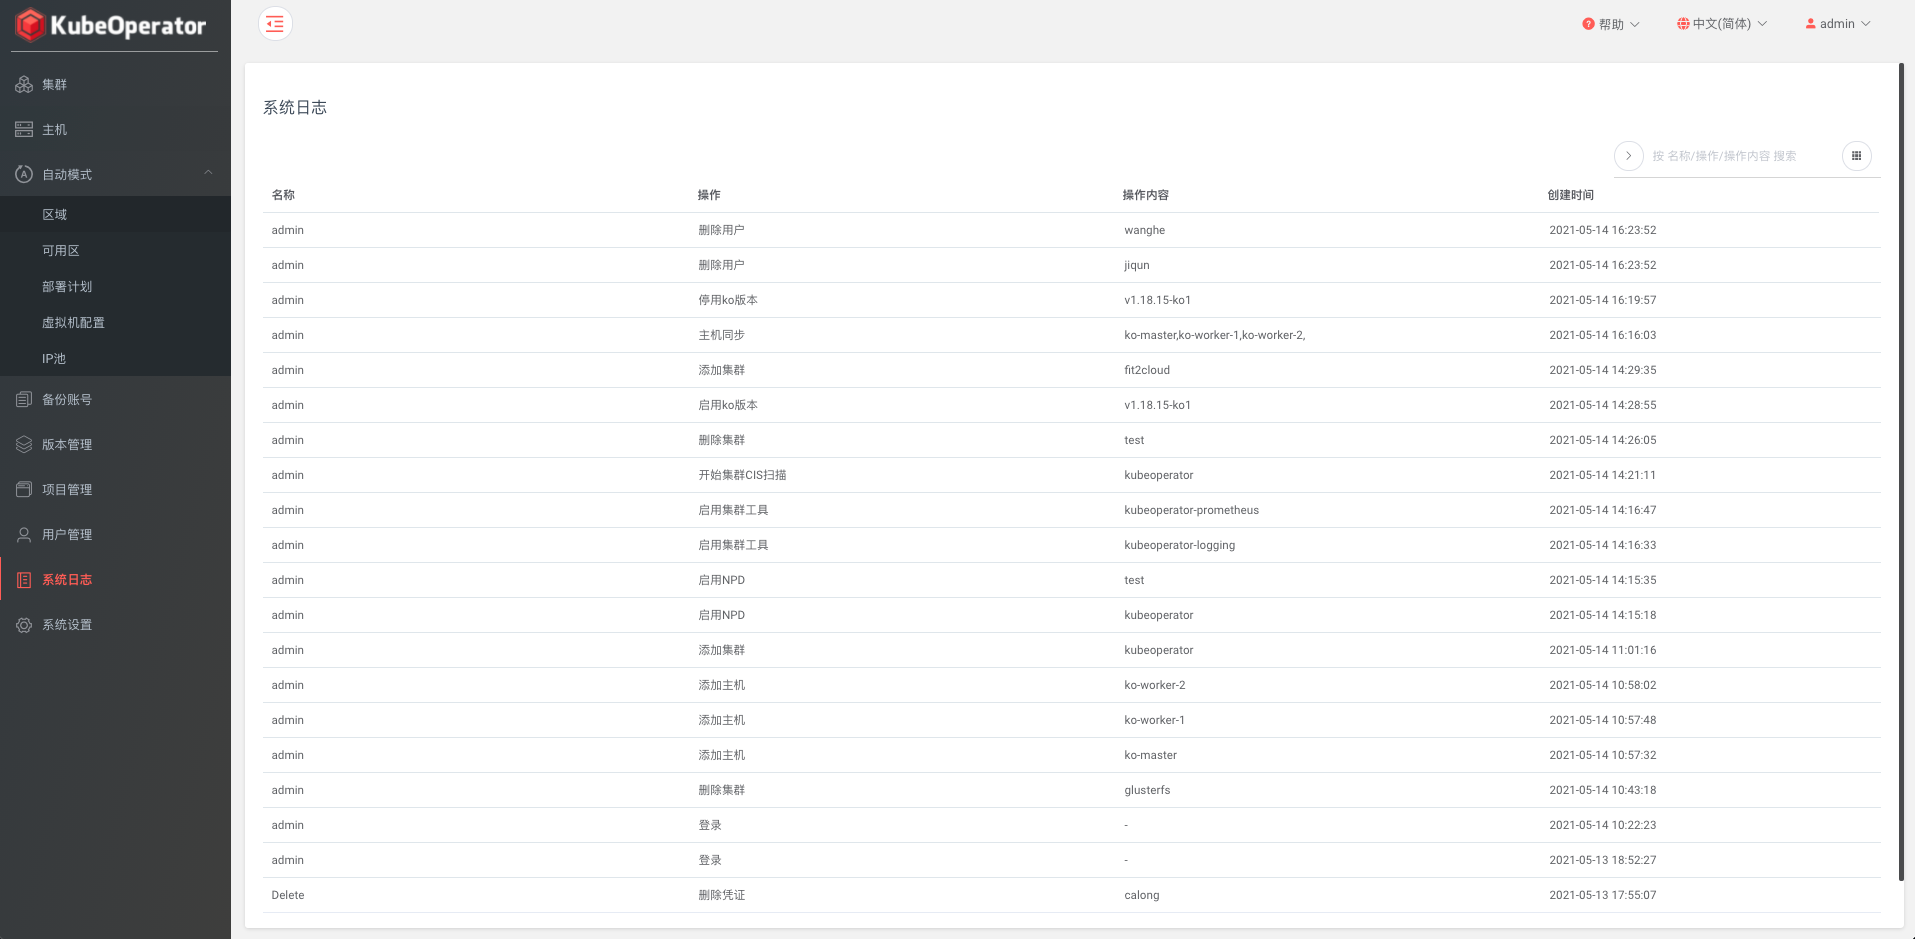 KubeOperator
帮助
中文(简体)
admin
集群
主机
自动模式
区域
可用区
部署计划
虚拟机配置
IP池
备份账号
版本管理
项目管理
用户管理
系统日志
系统设置
系统日志
按 名称/操作/操作内容 搜索
名称 操作 操作内容 创建时间
admin 删除用户 wanghe 2021-05-14 16:23:52
admin 删除用户 jiqun 2021-05-14 16:23:52
admin 停用ko版本 v1.18.15-ko1 2021-05-14 16:19:57
admin 主机同步 ko-master,ko-worker-1,ko-worker-2, 2021-05-14 16:16:03
admin 添加集群 fit2cloud 2021-05-14 14:29:35
admin 启用ko版本 v1.18.15-ko1 2021-05-14 14:28:55
admin 删除集群 test 2021-05-14 14:26:05
admin 开始集群CIS扫描 kubeoperator 2021-05-14 14:21:11
admin 启用集群工具 kubeoperator-prometheus 2021-05-14 14:16:47
admin 启用集群工具 kubeoperator-logging 2021-05-14 14:16:33
admin 启用NPD test 2021-05-14 14:15:35
admin 启用NPD kubeoperator 2021-05-14 14:15:18
admin 添加集群 kubeoperator 2021-05-14 11:01:16
admin 添加主机 ko-worker-2 2021-05-14 10:58:02
admin 添加主机 ko-worker-1 2021-05-14 10:57:48
admin 添加主机 ko-master 2021-05-14 10:57:32
admin 删除集群 glusterfs 2021-05-14 10:43:18
admin 登录 - 2021-05-14 10:22:23
admin 登录 - 2021-05-13 18:52:27
Delete 删除凭证 calong 2021-05-13 17:55:07